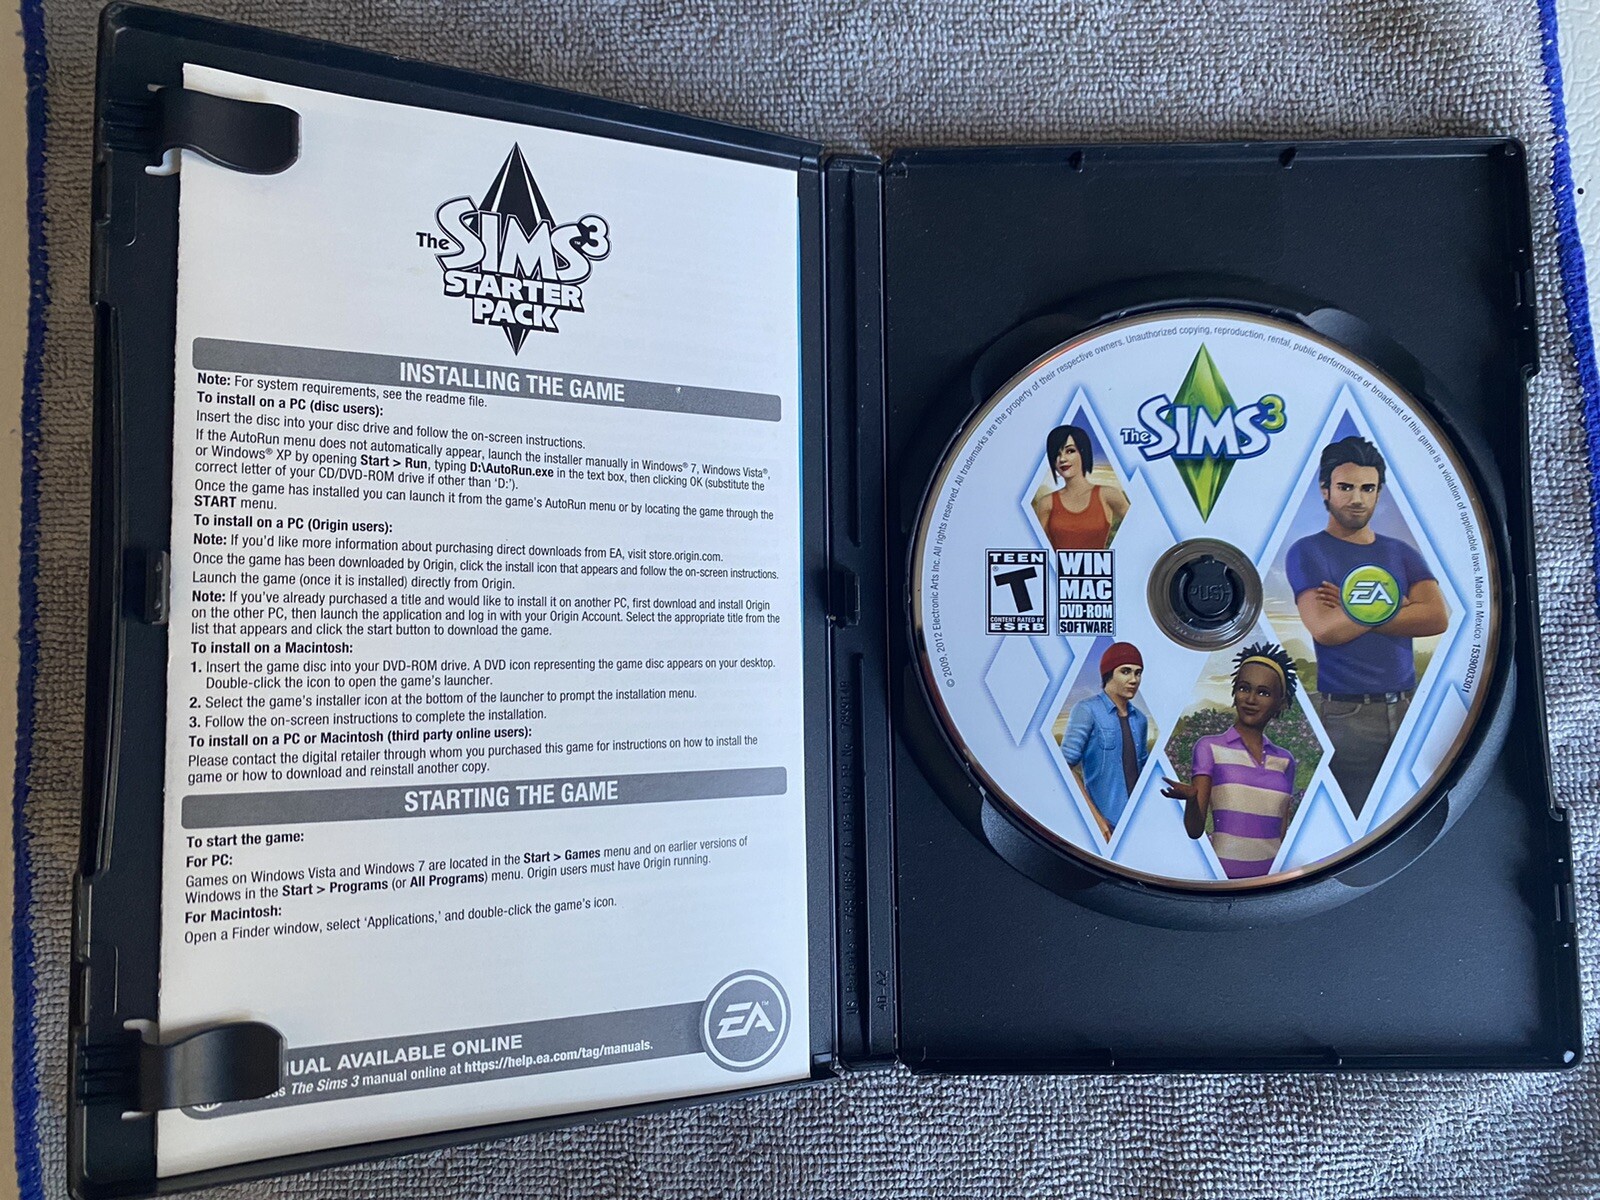 The SIMS 3
STARTER
PACK
INSTALLING THE GAME
Note: For system requirements, see the readme file.
To install on a PC (disc users):
Insert the disc into your disc drive and follow the on-screen instructions.
If the AutoRun menu does not automatically appear, launch the installer manually in Windows® 7, Windows Vista®,
or Windows® XP by opening Start > Run, typing D:\AutoRun.exe in the text box, then clicking OK (substitute the
correct letter of your CD/DVD-ROM drive if other than 'D:').
Once the game has installed you can launch it from the game's AutoRun menu or by locating the game through the
START menu.
To install on a PC (Origin users):
Note: If you'd like more information about purchasing direct downloads from EA, visit store.origin.com.
Once the game has been downloaded by Origin, click the install icon that appears and follow the on-screen instructions.
Launch the game (once it is installed) directly from Origin.
Note: If you've already purchased a title and would like to install it on another PC, first download and install Origin
on the other PC, then launch the application and log in with your Origin Account. Select the appropriate title from the
list that appears and click the start button to download the game.
To install on a Macintosh:
1. Insert the game disc into your DVD-ROM drive. A DVD icon representing the game disc appears on your desktop.
Double-click the icon to open the game's launcher.
2. Select the game's installer icon at the bottom of the launcher to prompt the installation menu.
3. Follow the on-screen instructions to complete the installation.
To install on a PC or Macintosh (third party online users):
Please contact the digital retailer through whom you purchased this game for instructions on how to install the
game or how to download and reinstall another copy.
STARTING THE GAME
To start the game:
For PC:
Games on Windows Vista and Windows 7 are located in the Start > Games menu and on earlier versions of
Windows in the Start > Programs (or All Programs) menu. Origin users must have Origin running.
For Macintosh:
Open a Finder window, select 'Applications,' and double-click the game's icon.
UAL AVAILABLE ONLINE
The Sims 3 manual online at https://help.ea.com/tag/manuals.
EA™
© 2009, 2012 Electronic Arts Inc. All rights reserved. All trademarks are the property of their respective owners. Unauthorized copying, reproduction, rental, public performance or broadcast of this game is a violation of applicable laws. Made in Mexico. 1539003301
The SIMS 3
TEEN
T
CONTENT RATED BY
ESRB
WIN
MAC
DVD-ROM
SOFTWARE
PUSH
EA
4D-A2